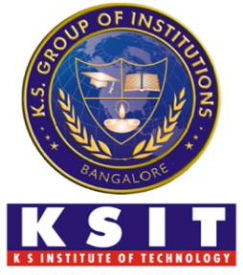 K.S. GROUP OF INSTITUTIONS
BANGALORE
KSIT
K S INSTITUTE OF TECHNOLOGY